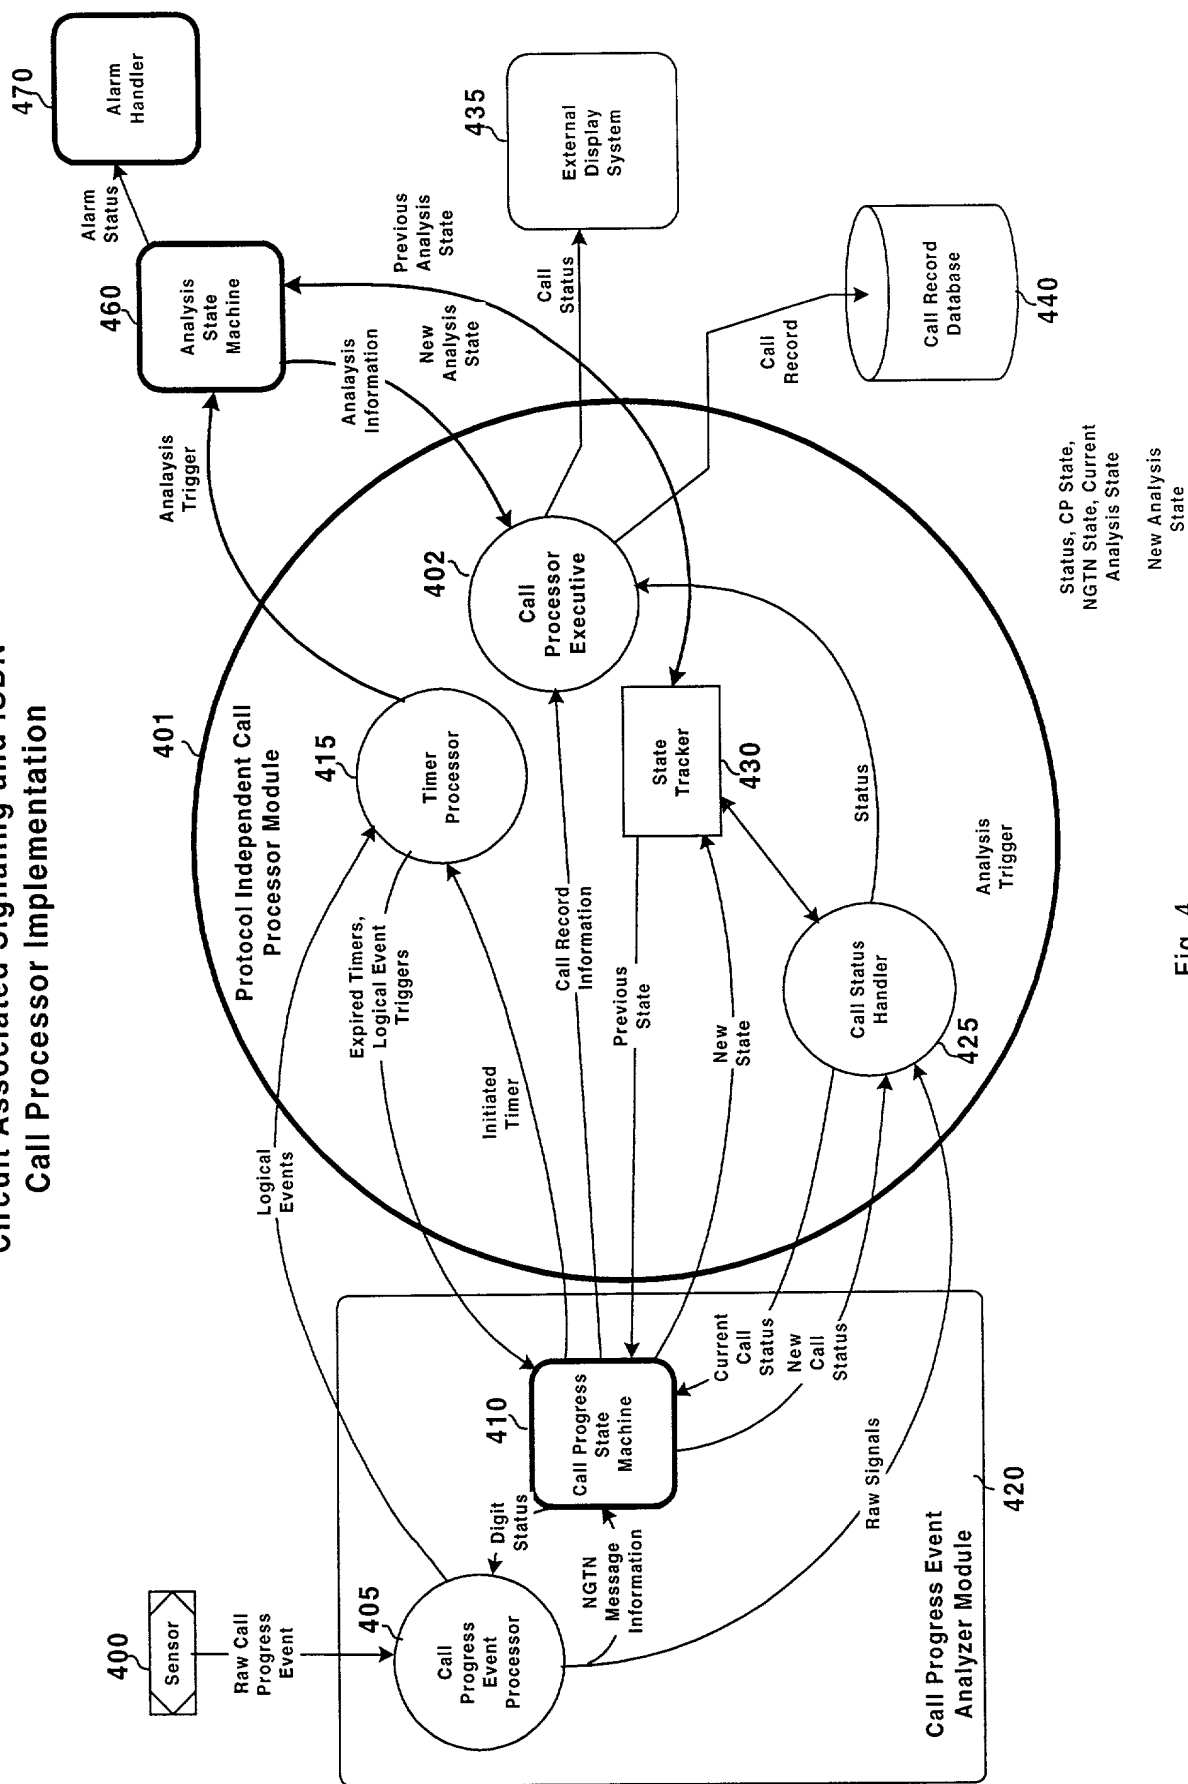 Circuit Associated Signaling and ISDN
Call Processor Implementation
400
Sensor
Raw Call
Progress
Event
405
Call
Progress
Event
Processor
Digit
Status
NGTN
Message
Information
410
Call Progress
State
Machine
Current
Call
Status
New
Call
Status
Raw Signals
420
Call Progress Event
Analyzer Module
Logical
Events
Expired Timers,
Logical Event
Triggers
Initiated
Timer
Call Record
Information
Previous
State
New
State
401
Protocol Independent Call
Processor Module
415
Timer
Processor
402
Call
Processor
Executive
State
Tracker
430
Status
Call Status
Handler
425
Analysis
Trigger
Analaysis
Trigger
460
Analysis
State
Machine
Analaysis
Information
New
Analysis
State
Previous
Analysis
State
Alarm
Status
470
Alarm
Handler
435
External
Display
System
Call
Status
Call
Record
Call Record
Database
440
Status, CP State,
NGTN State, Current
Analysis State
New Analysis
State
Fig. 4